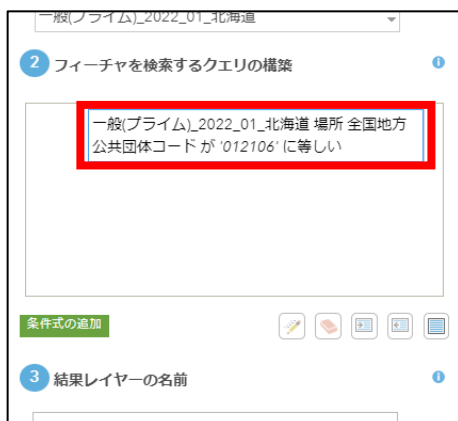 一般(プライム)_2022_01_北海道
2 フィーチャを検索するクエリの構築
一般(プライム)_2022_01_北海道 場所 全国地方
公共団体コード が '012106' に等しい
条件式の追加
3 結果レイヤーの名前